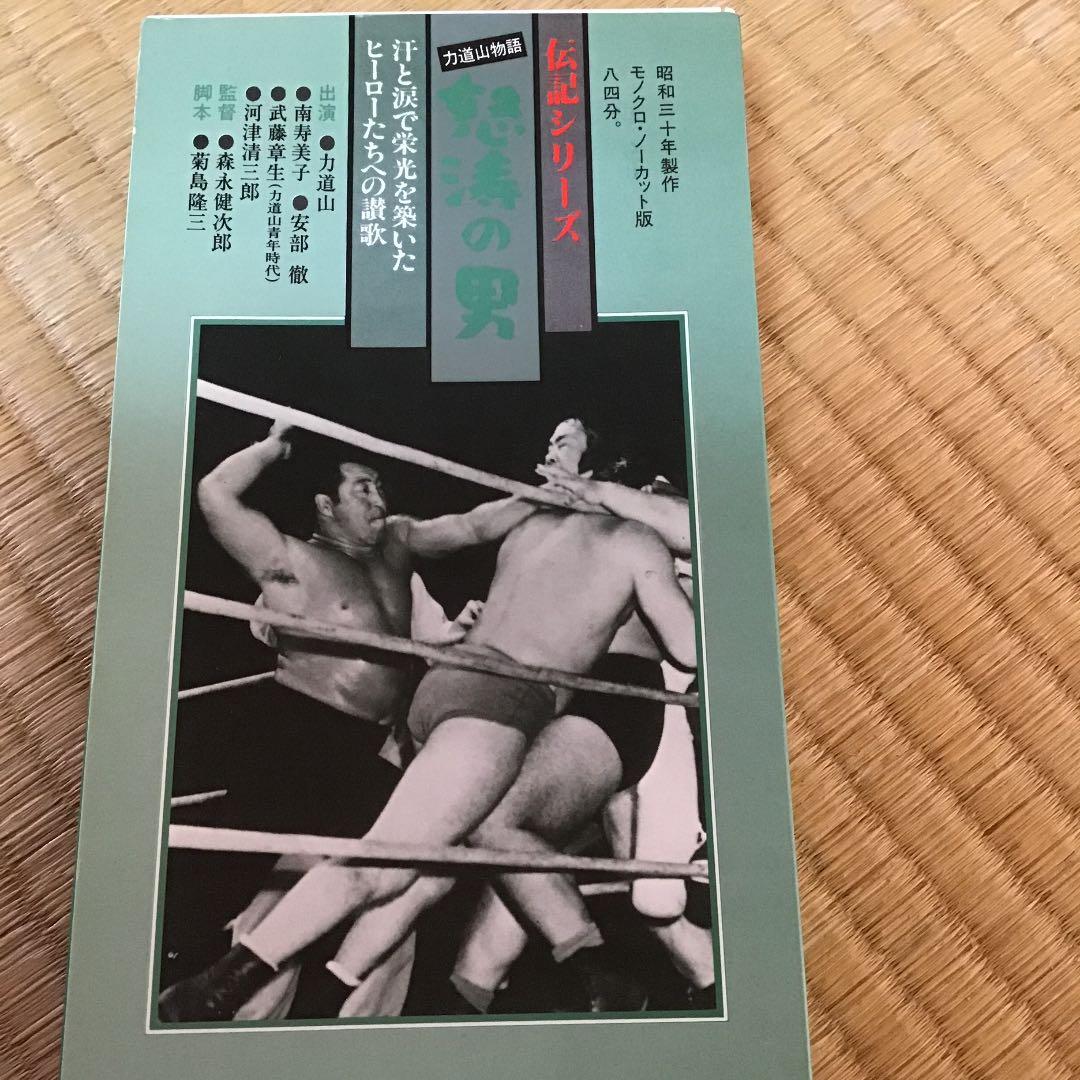 昭和三十年製作
モノクロ・ノーカット版
八四分。
伝記シリーズ
力道山物語
怒濤の男
汗と涙で栄光を築いた
ヒーローたちへの讃歌
出演 ●力道山
●南寿美子 ●安部 徹
●武藤章生(力道山青年時代)
●河津清三郎
監督 ●森永健次郎
脚本 ●菊島隆三